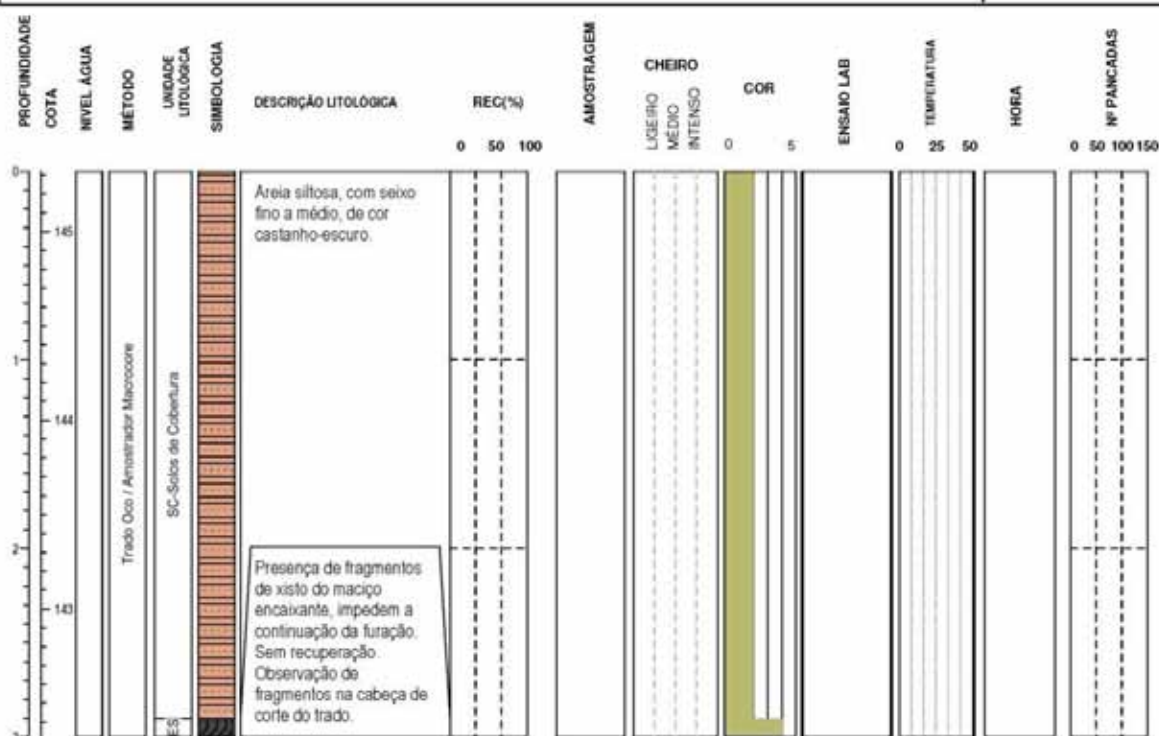 PROFUNDIDADE
COTA
NIVEL ÁGUA
MÉTODO
UNIDADE
LITOLÓGICA
SIMBOLOGIA
DESCRIÇÃO LITOLÓGICA
REC(%)
0 50 100
AMOSTRAGEM
CHEIRO
LIGEIRO
MÉDIO
INTENSO
COR
0 5
ENSAIO LAB
TEMPERATURA
0 25 50
HORA
Nº PANCADAS
0 50 100 150
0
145
1
144
2
143
Trado Oco / Amostrador Macrocore
SC-Solos de Cobertura
ES
Areia siltosa, com seixo
fino a médio, de cor
castanho-escuro.
Presença de fragmentos
de xisto do maciço
encaixante, impedem a
continuação da furação.
Sem recuperação.
Observação de
fragmentos na cabeça de
corte do trado.